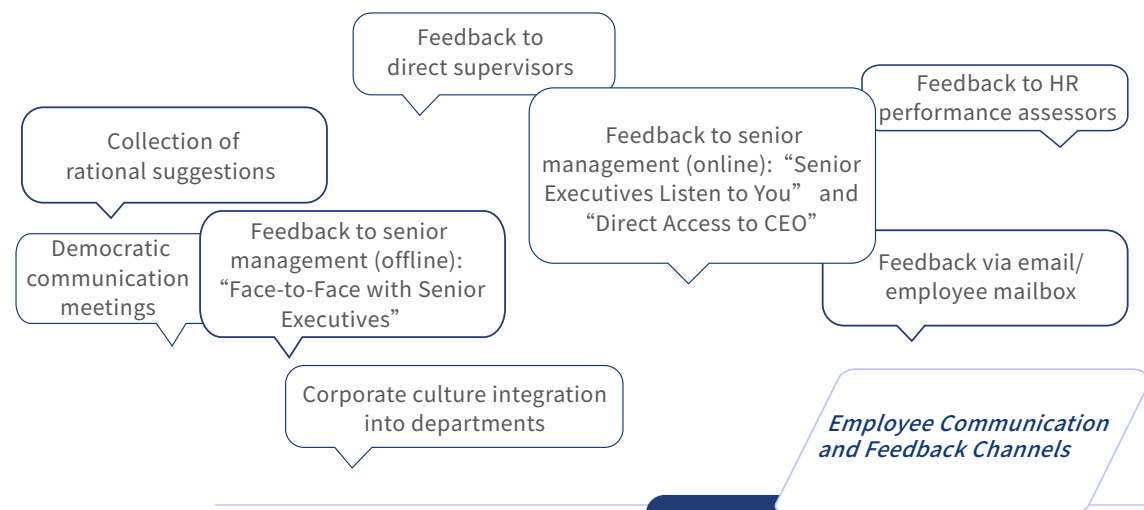 Feedback to
direct supervisors
Feedback to HR
performance assessors
Collection of
rational suggestions
Feedback to senior
management (online): “Senior
Executives Listen to You” and
“Direct Access to CEO”
Democratic
communication
meetings
Feedback to senior
management (offline):
“Face-to-Face with Senior
Executives”
Feedback via email/
employee mailbox
Corporate culture integration
into departments
Employee Communication
and Feedback Channels